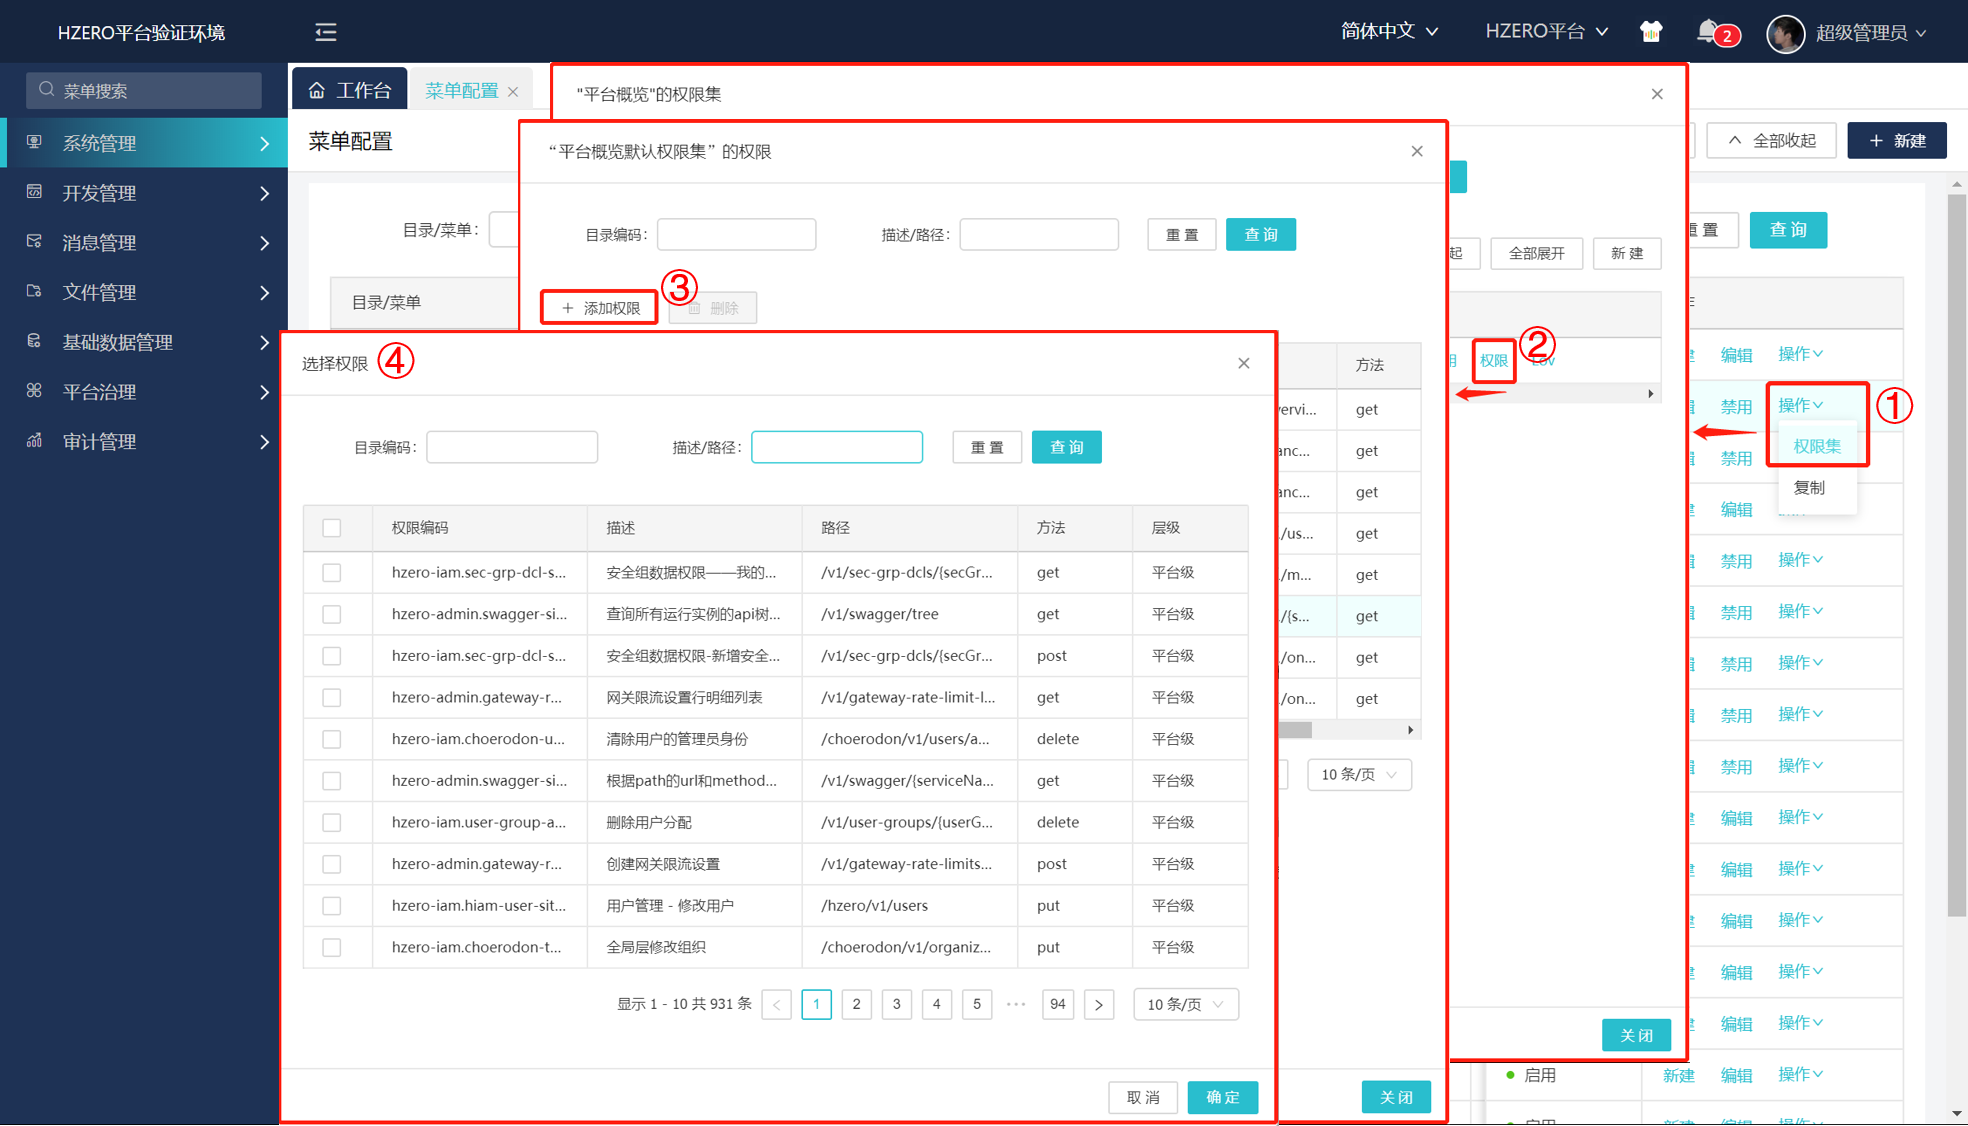 HZERO平台验证环境
简体中文
HZERO平台
2
超级管理员
菜单搜索
系统管理
开发管理
消息管理
文件管理
基础数据管理
平台治理
审计管理
工作台
菜单配置
菜单配置
全部收起
新建
目录/菜单：
置
查询
目录/菜单
"平台概览"的权限集
起
全部展开
新建
权限
②
“平台概览默认权限集”的权限
目录编码：
描述/路径：
重置
查询
添加权限
③
删除
方法
ervi... get
anc... get
anc... get
/us... get
/m... get
/{s... get
/on... get
/on... get
10 条/页
关闭
关闭
选择权限 ④
目录编码：
描述/路径：
重置
查询
权限编码 描述 路径 方法 层级
hzero-iam.sec-grp-dcl-s... 安全组数据权限——我的... /v1/sec-grp-dcls/{secGr... get 平台级
hzero-admin.swagger-si... 查询所有运行实例的api树... /v1/swagger/tree get 平台级
hzero-iam.sec-grp-dcl-s... 安全组数据权限-新增安全... /v1/sec-grp-dcls/{secGr... post 平台级
hzero-admin.gateway-r... 网关限流设置行明细列表 /v1/gateway-rate-limit-l... get 平台级
hzero-iam.choerodon-u... 清除用户的管理员身份 /choerodon/v1/users/a... delete 平台级
hzero-admin.swagger-si... 根据path的url和method... /v1/swagger/{serviceNa... get 平台级
hzero-iam.user-group-a... 删除用户分配 /v1/user-groups/{userG... delete 平台级
hzero-admin.gateway-r... 创建网关限流设置 /v1/gateway-rate-limits... post 平台级
hzero-iam.hiam-user-sit... 用户管理 - 修改用户 /hzero/v1/users put 平台级
hzero-iam.choerodon-t... 全局层修改组织 /choerodon/v1/organiz... put 平台级
显示 1 - 10 共 931 条
1 2 3 4 5 ••• 94
10 条/页
取消
确定
编辑 操作
禁用 操作 ①
权限集
禁用
复制
编辑
禁用 操作
禁用 操作
禁用 操作
禁用 操作
禁用 操作
编辑 操作
编辑 操作
编辑 操作
编辑 操作
编辑 操作
启用 新建 编辑 操作